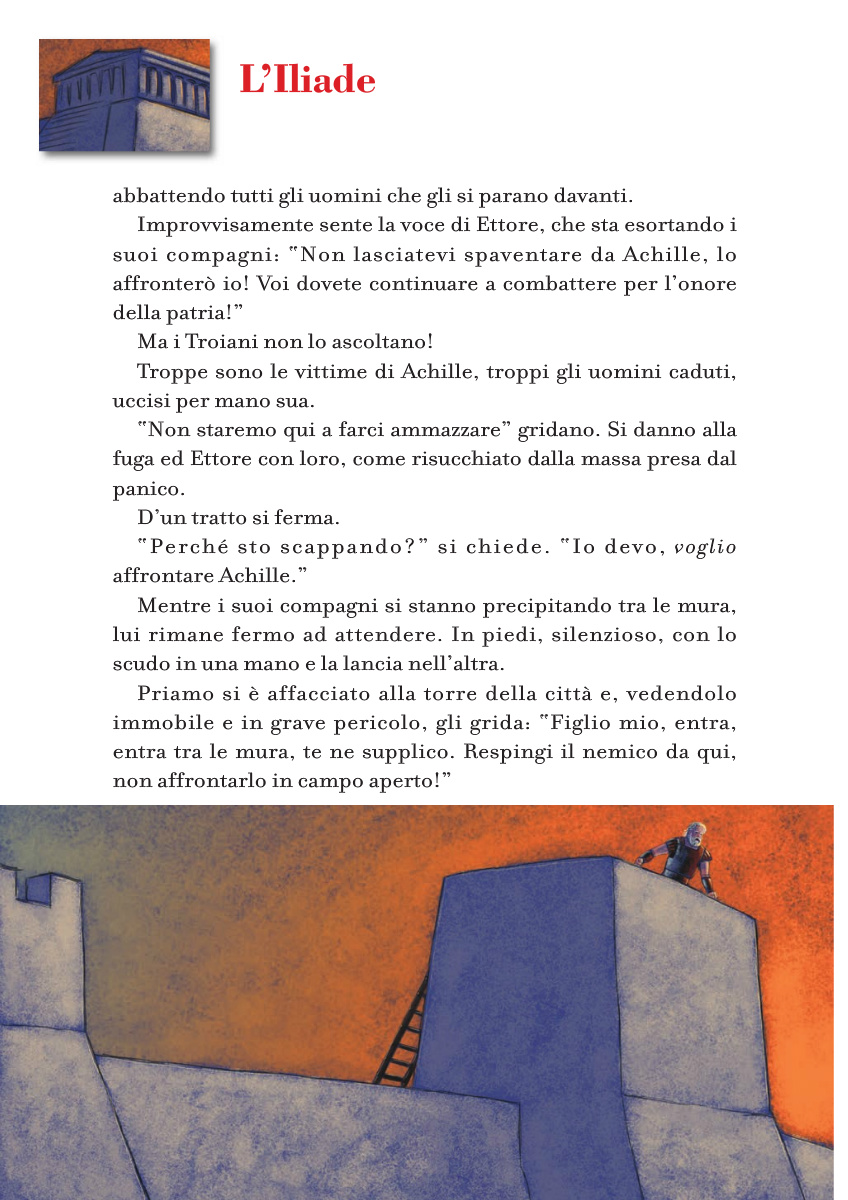 L’Iliade
abbattendo tutti gli uomini che gli si parano davanti.
Improvvisamente sente la voce di Ettore, che sta esortando i
suoi compagni: “Non lasciatevi spaventare da Achille, lo
affronterò io! Voi dovete continuare a combattere per l’onore
della patria!”
Ma i Troiani non lo ascoltano!
Troppe sono le vittime di Achille, troppi gli uomini caduti,
uccisi per mano sua.
“Non staremo qui a farci ammazzare” gridano. Si danno alla
fuga ed Ettore con loro, come risucchiato dalla massa presa dal
panico.
D’un tratto si ferma.
“Perché sto scappando?” si chiede. “Io devo, voglio
affrontare Achille.”
Mentre i suoi compagni si stanno precipitando tra le mura,
lui rimane fermo ad attendere. In piedi, silenzioso, con lo
scudo in una mano e la lancia nell’altra.
Priamo si è affacciato alla torre della città e, vedendolo
immobile e in grave pericolo, gli grida: “Figlio mio, entra,
entra tra le mura, te ne supplico. Respingi il nemico da qui,
non affrontarlo in campo aperto!”